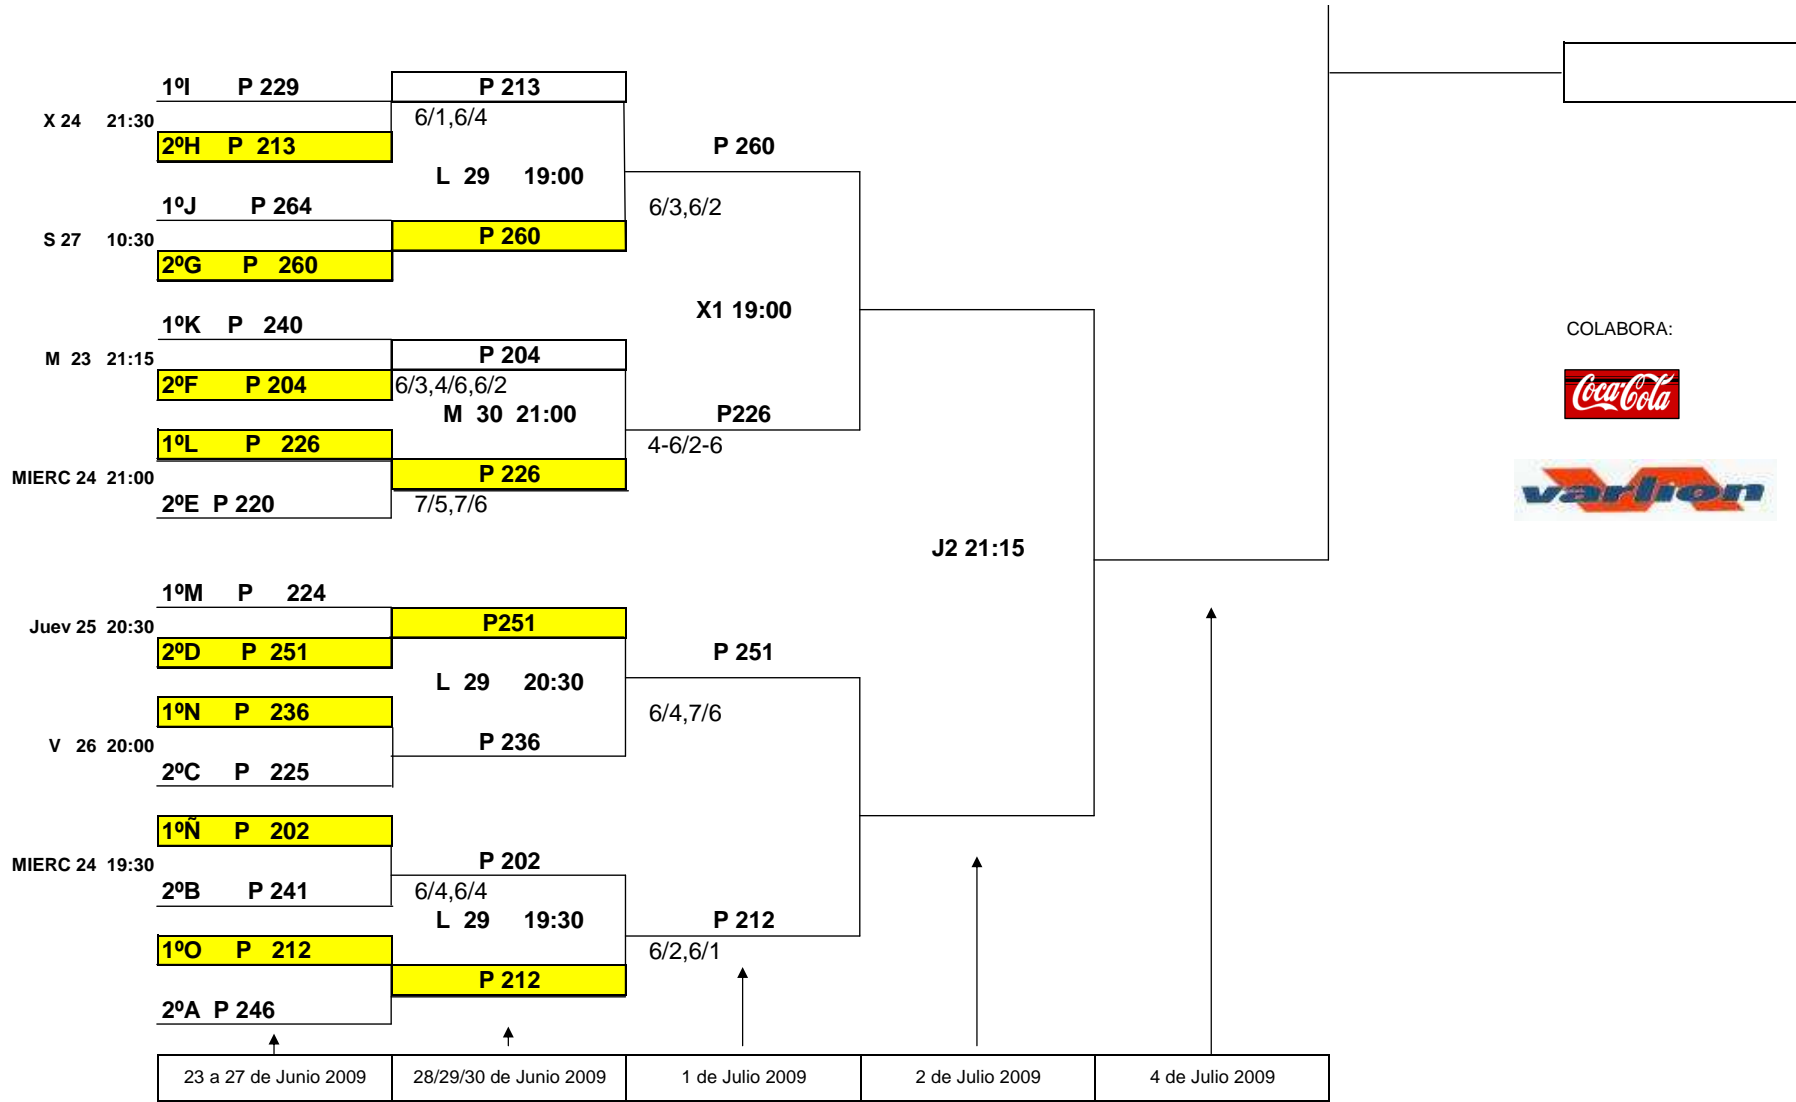 1ºI P 229
P 213
X 24 21:30
6/1,6/4
2ºH P 213
P 260
L 29 19:00
1ºJ P 264
6/3,6/2
S 27 10:30
P 260
2ºG P 260
X1 19:00
1ºK P 240
COLABORA:
M 23 21:15
P 204
2ºF P 204
6/3,4/6,6/2
Coca-Cola
M 30 21:00
P226
1ºL P 226
4-6/2-6
MIERC 24 21:00
P 226
varlion
2ºE P 220
7/5,7/6
J2 21:15
1ºM P 224
Juev 25 20:30
P251
2ºD P 251
P 251
L 29 20:30
1ºN P 236
6/4,7/6
V 26 20:00
P 236
2ºC P 225
1ºÑ P 202
MIERC 24 19:30
P 202
2ºB P 241
6/4,6/4
L 29 19:30
P 212
1ºO P 212
6/2,6/1
P 212
2ºA P 246
23 a 27 de Junio 2009
28/29/30 de Junio 2009
1 de Julio 2009
2 de Julio 2009
4 de Julio 2009